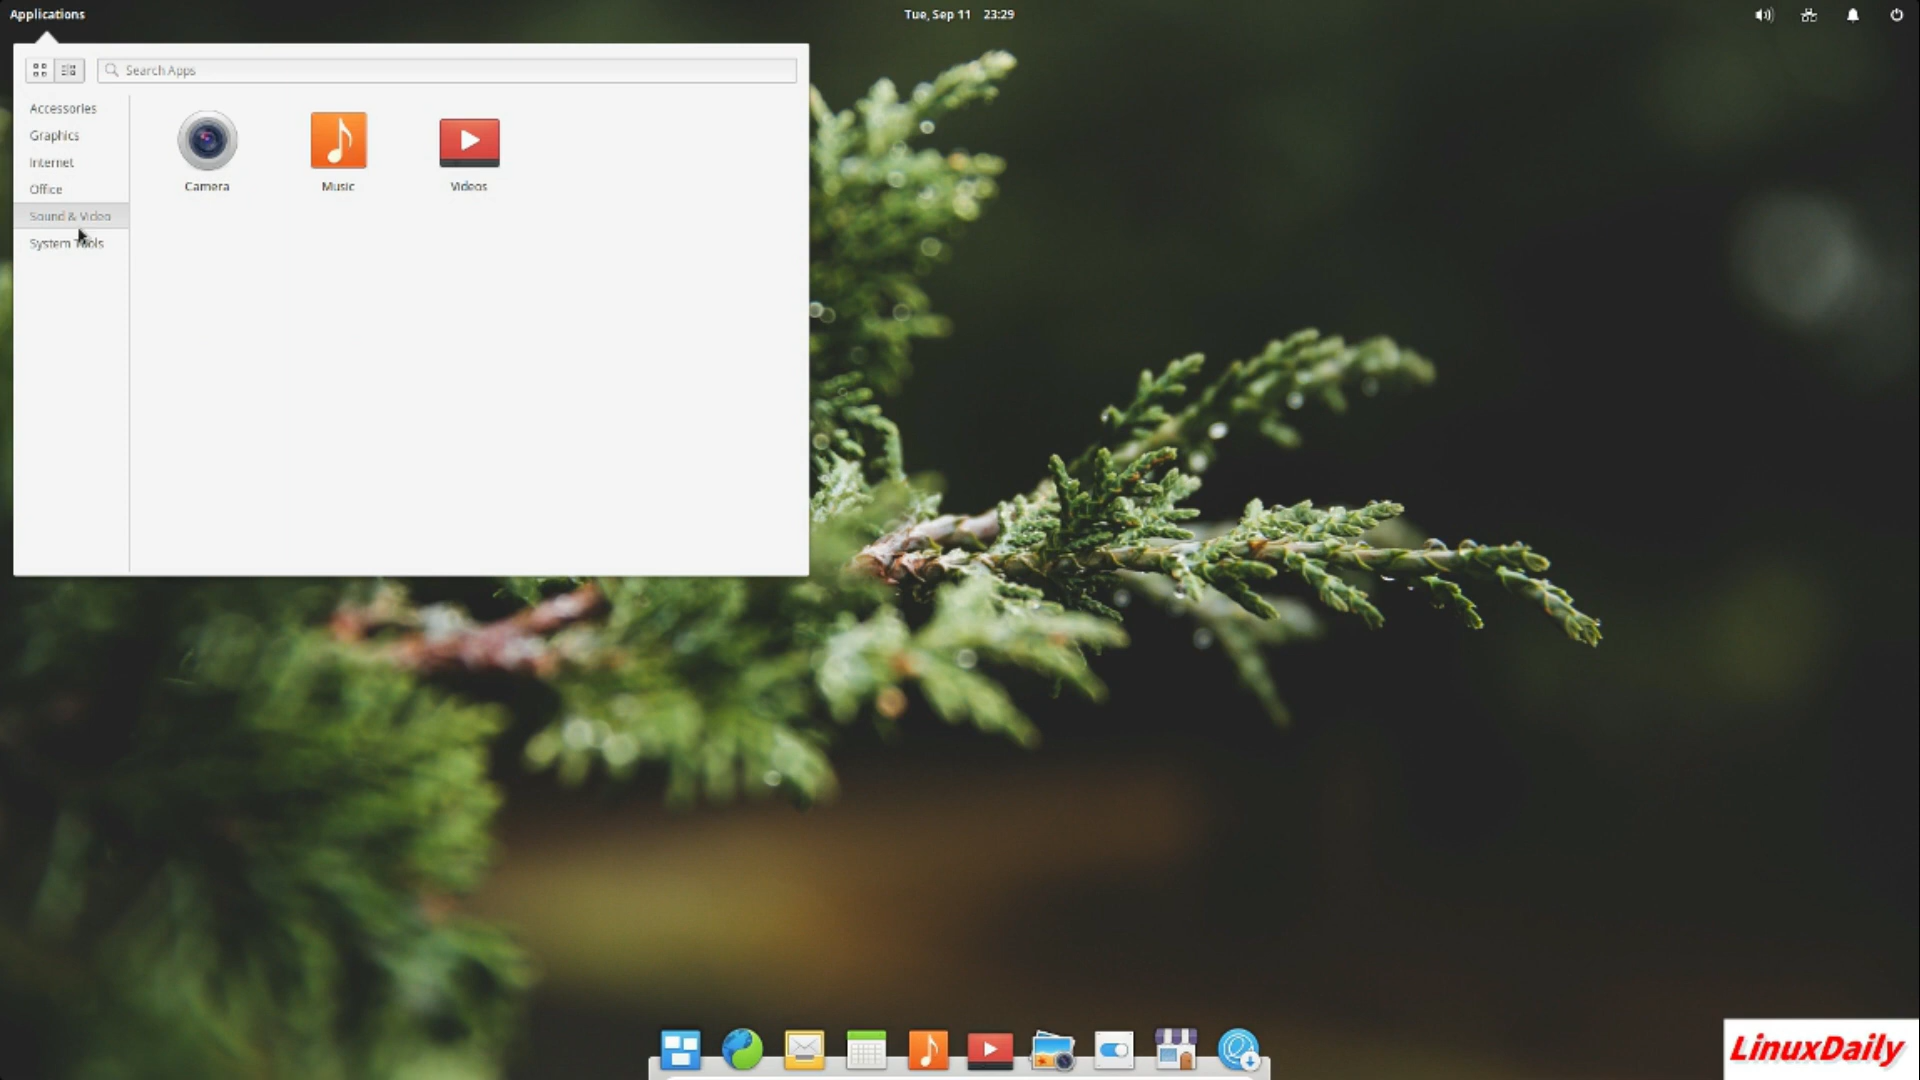 Applications
Tue, Sep 11 23:29
Search Apps
Accessories
Graphics
Internet
Office
Sound & Video
System Tools
Camera
Music
Videos
LinuxDaily